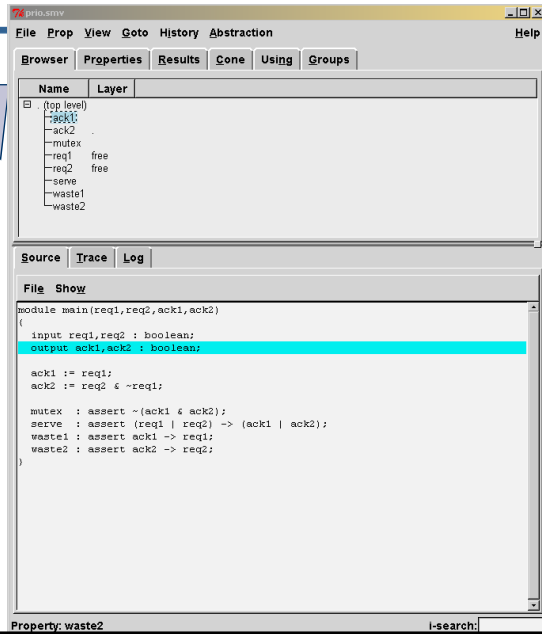 prio.smv
File Prop View Goto History Abstraction Help
Browser Properties Results Cone Using Groups
Name Layer
. (top level)
ack1
ack2 .
mutex
req1 free
req2 free
serve
waste1
waste2
Source Trace Log
File Show
module main(req1,req2,ack1,ack2)
(
input req1,req2 : boolean;
output ack1,ack2 : boolean;
ack1 := req1;
ack2 := req2 & ~req1;
mutex : assert ~(ack1 & ack2);
serve : assert (req1 | req2) -> (ack1 | ack2);
waste1 : assert ack1 -> req1;
waste2 : assert ack2 -> req2;
)
Property: waste2 i-search: